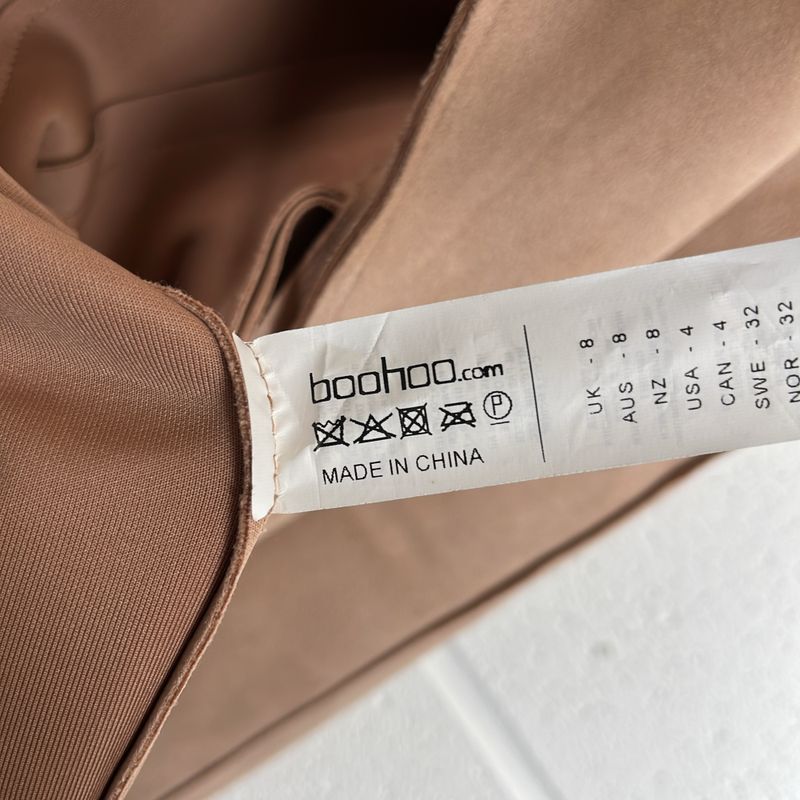 boohoo.com
P
MADE IN CHINA
UK - 8
AUS - 8
NZ - 8
USA - 4
CAN - 4
SWE - 32
NOR - 32